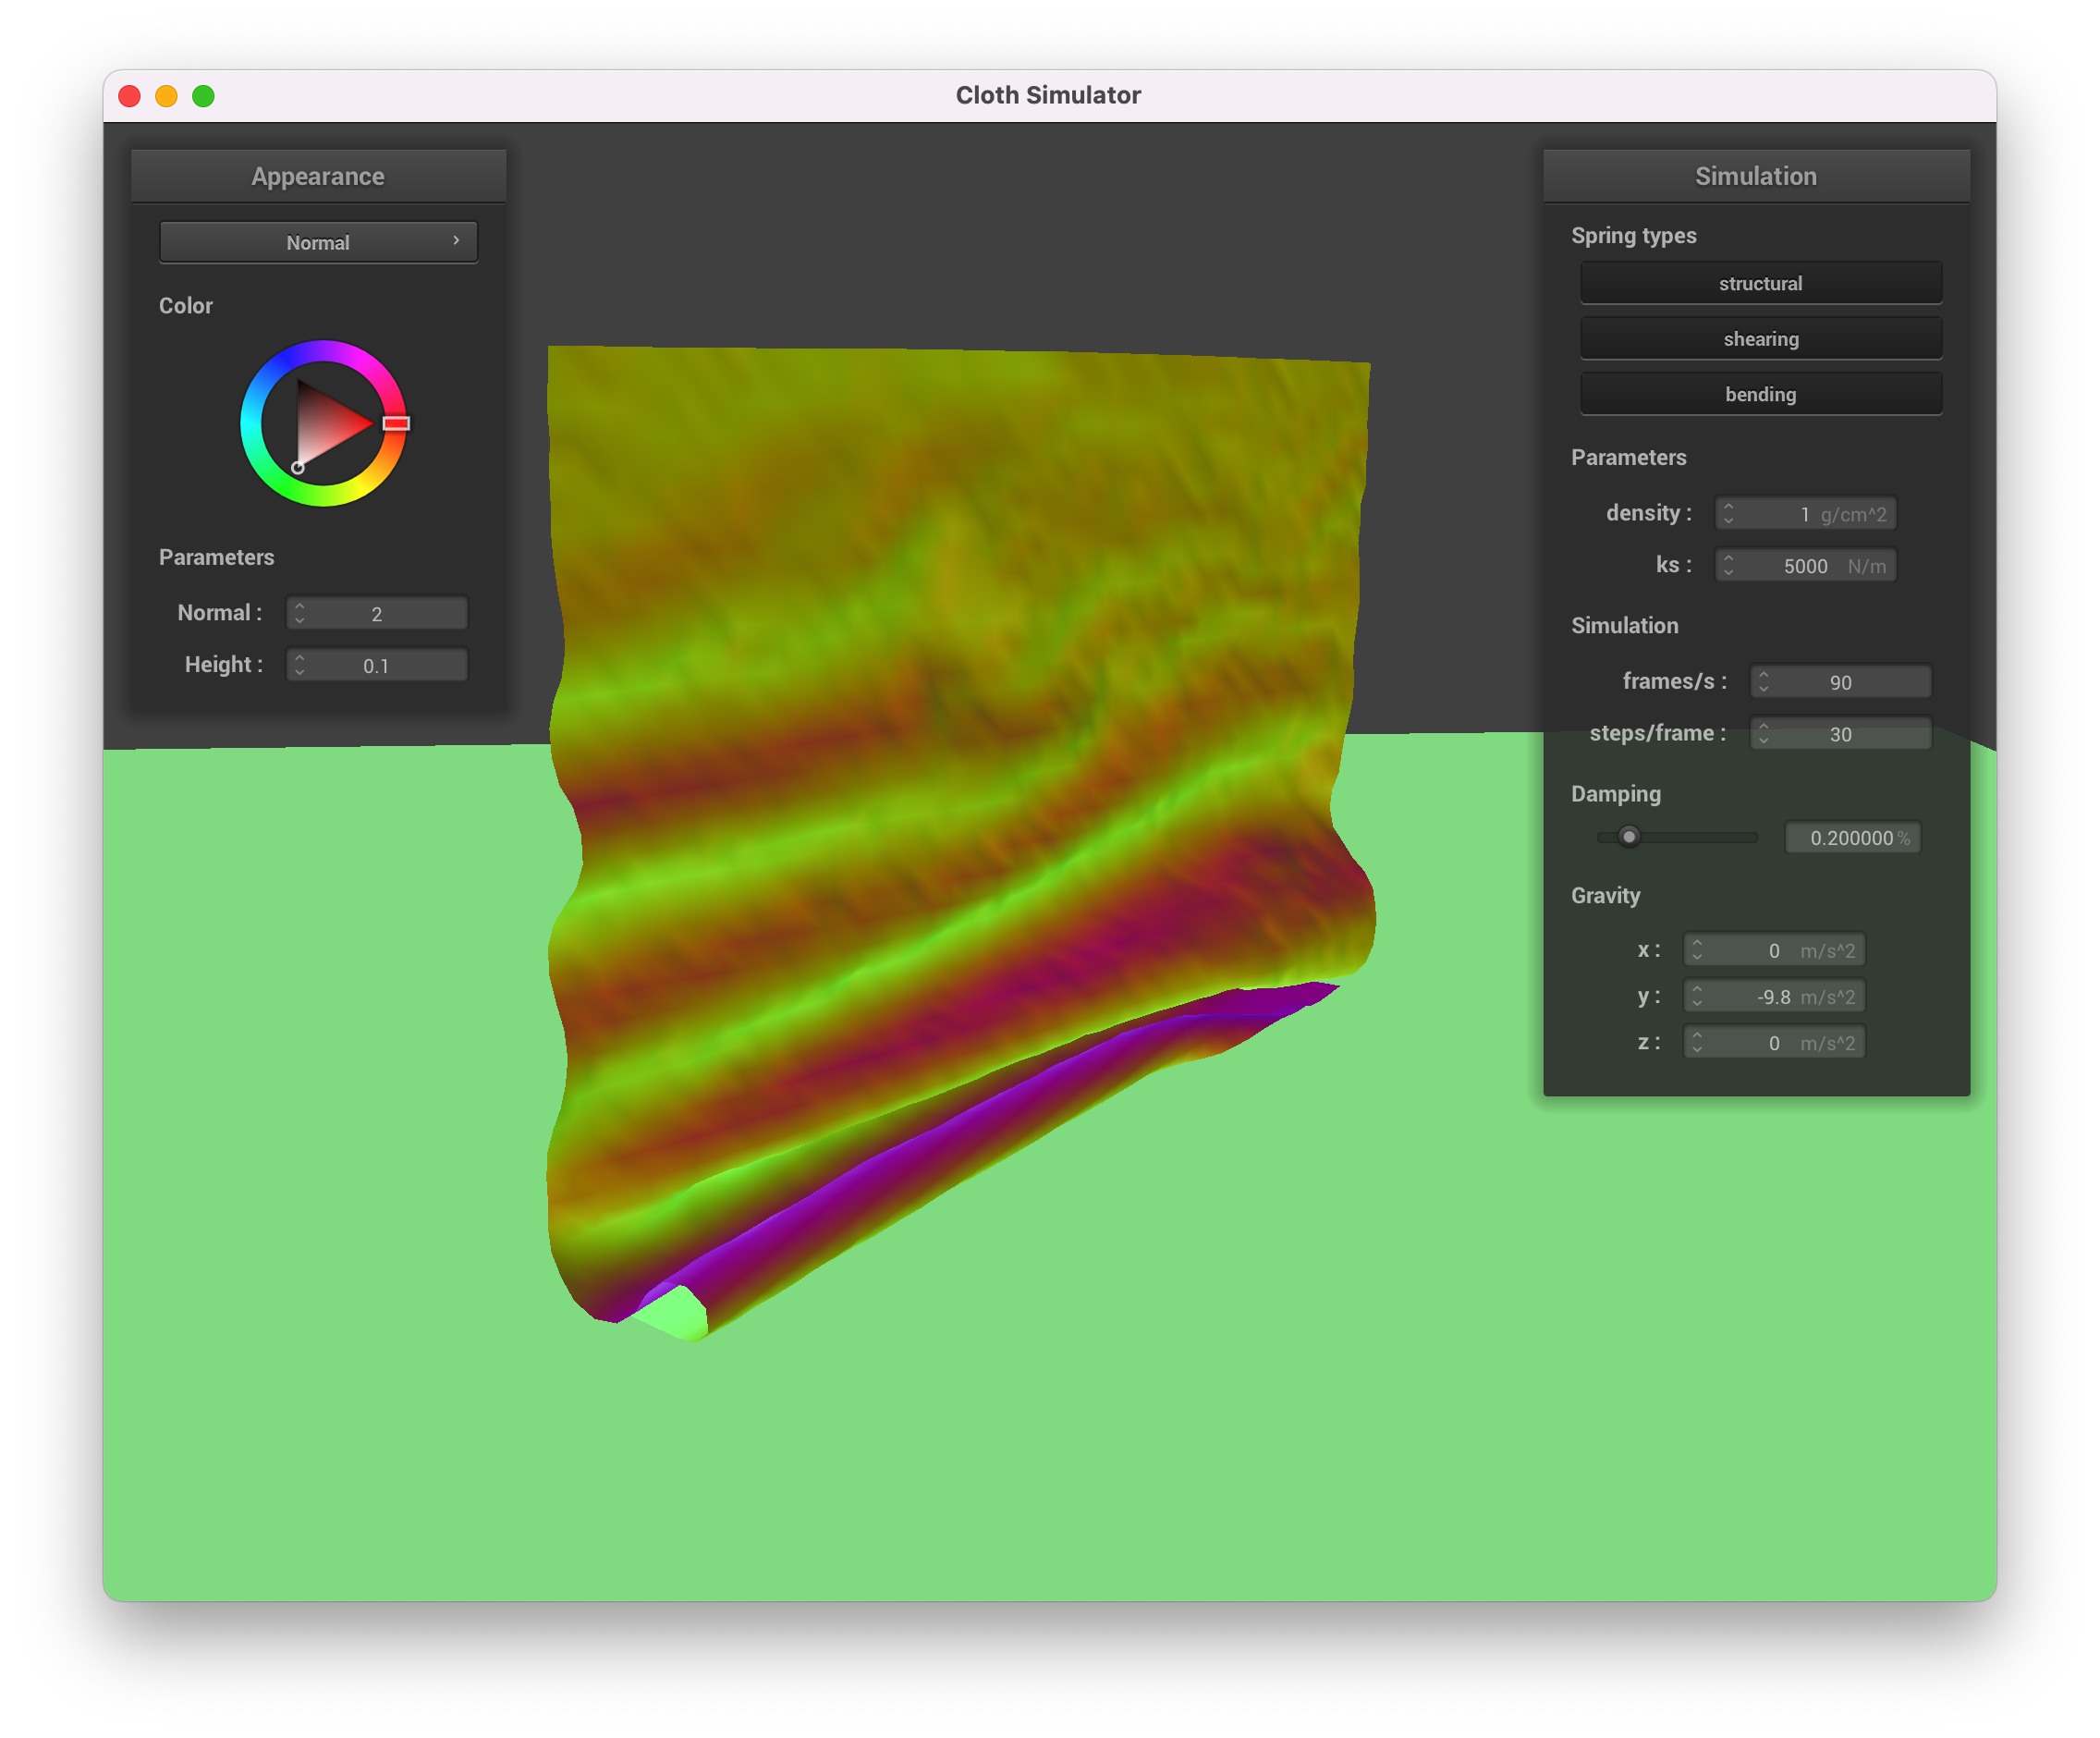 Cloth Simulator
Appearance
Normal
Color
Parameters
Normal : 2
Height : 0.1
Simulation
Spring types
structural
shearing
bending
Parameters
density : 1 g/cm^2
ks : 5000 N/m
Simulation
frames/s : 90
steps/frame : 30
Damping
0.200000 %
Gravity
x : 0 m/s^2
y : -9.8 m/s^2
z : 0 m/s^2